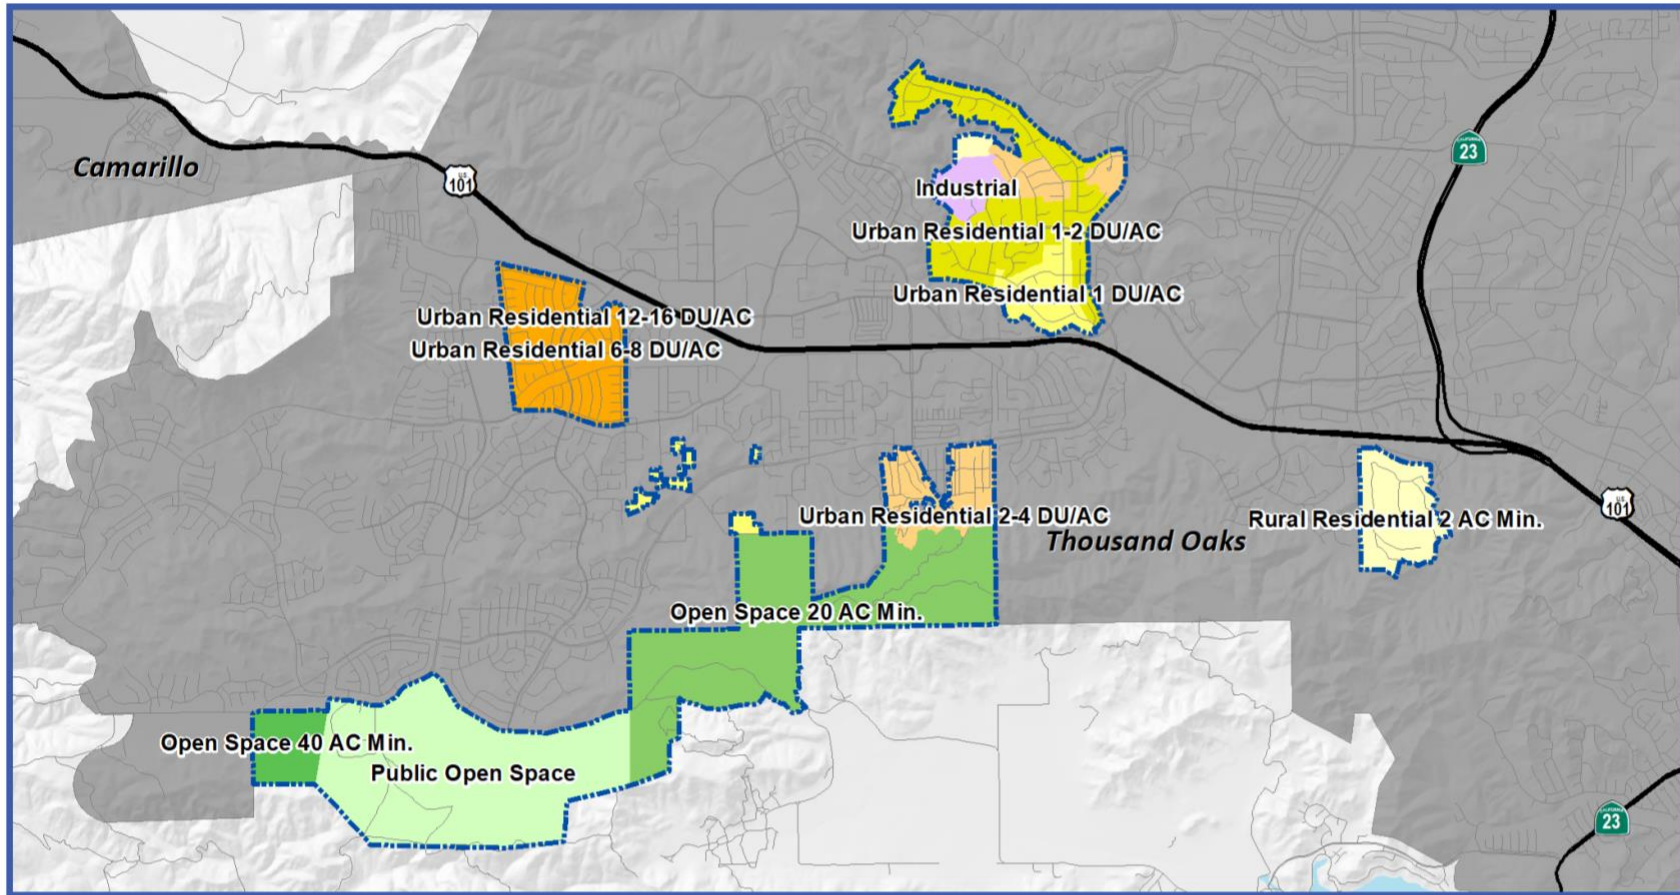 Camarillo
U.S.
101
CALIFORNIA
23
Industrial
Urban Residential 1-2 DU/AC
Urban Residential 1 DU/AC
Urban Residential 12-16 DU/AC
Urban Residential 6-8 DU/AC
Urban Residential 2-4 DU/AC
Thousand Oaks
Rural Residential 2 AC Min.
U.S.
101
Open Space 20 AC Min.
Open Space 40 AC Min.
Public Open Space
CALIFORNIA
23